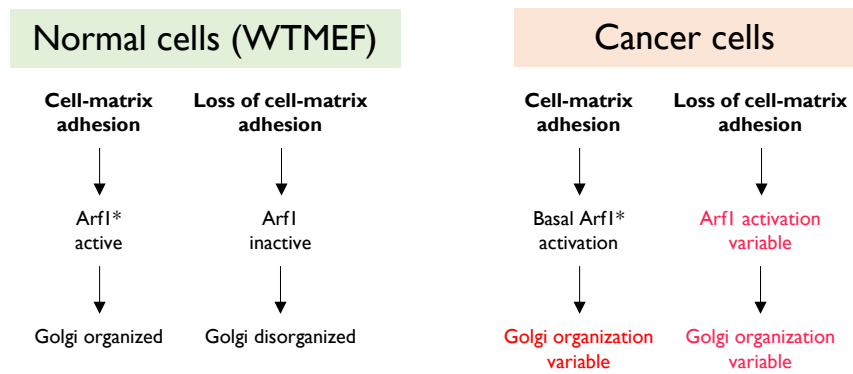 Normal cells (WTMEF)
Cell-matrix
adhesion
Arf1*
active
Golgi organized
Loss of cell-matrix
adhesion
Arf1
inactive
Golgi disorganized
Cancer cells
Cell-matrix
adhesion
Basal Arf1*
activation
Golgi organization
variable
Loss of cell-matrix
adhesion
Arf1 activation
variable
Golgi organization
variable